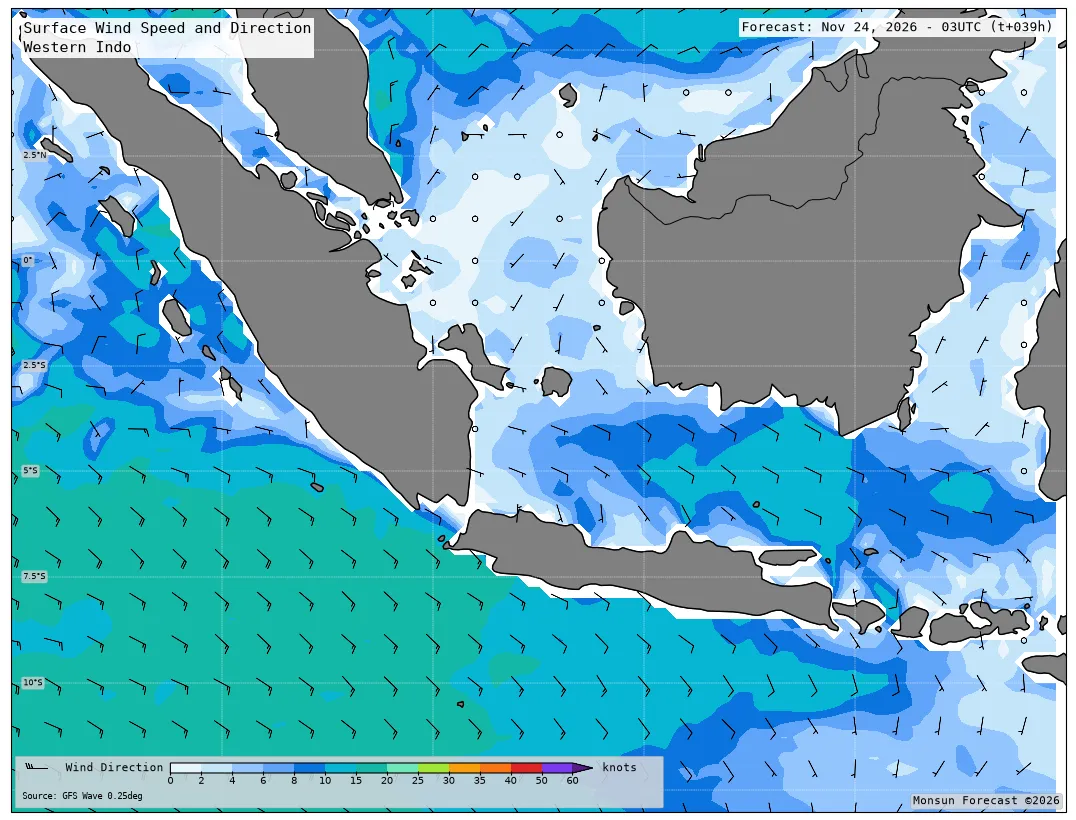 Surface Wind Speed and Direction
Western Indo
Forecast: Nov 24, 2026 - 03UTC (t+039h)
2.5°N
0°
2.5°S
5°S
7.5°S
10°S
Wind Direction
0 2 4 6 8 10 15 20 25 30 35 40 50 60
knots
Source: GFS Wave 0.25deg
Monsun Forecast ©2026